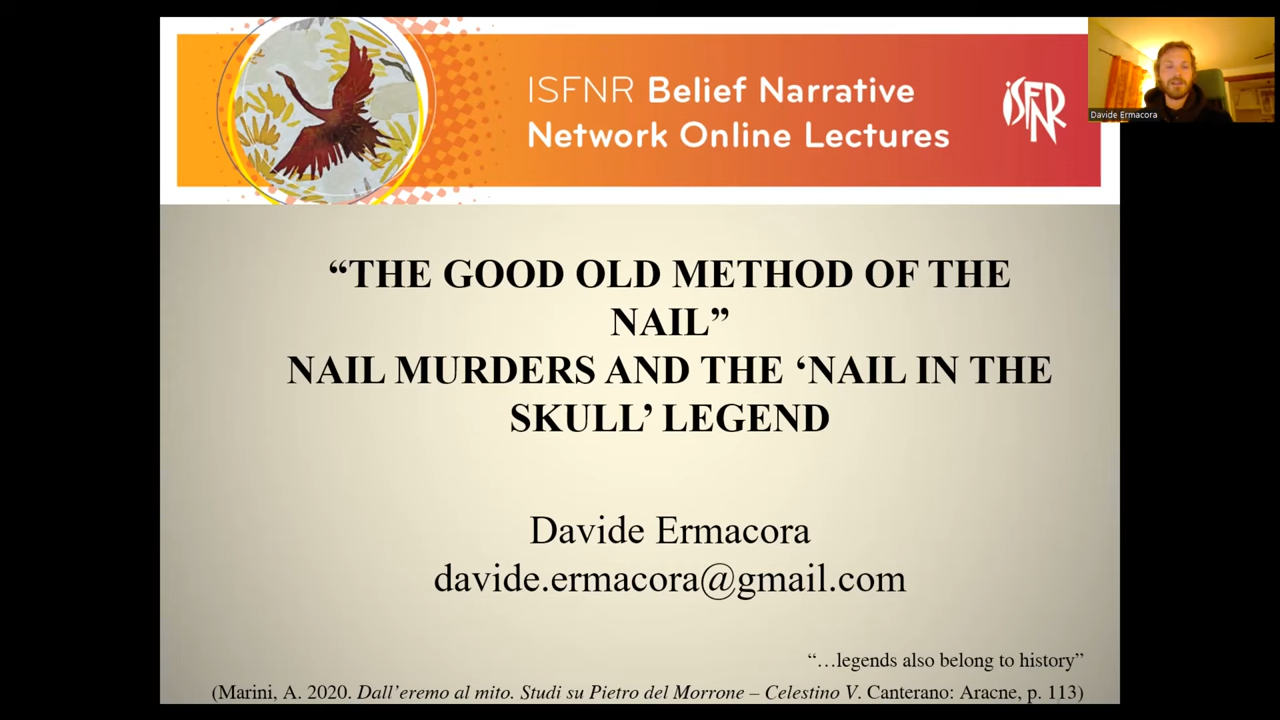 ISFNR Belief Narrative
Network Online Lectures
ISFNR
Davide Ermacora
“THE GOOD OLD METHOD OF THE
NAIL”
NAIL MURDERS AND THE ‘NAIL IN THE
SKULL’ LEGEND
Davide Ermacora
davide.ermacora@gmail.com
“…legends also belong to history”
(Marini, A. 2020. Dall’eremo al mito. Studi su Pietro del Morrone – Celestino V. Canterano: Aracne, p. 113)